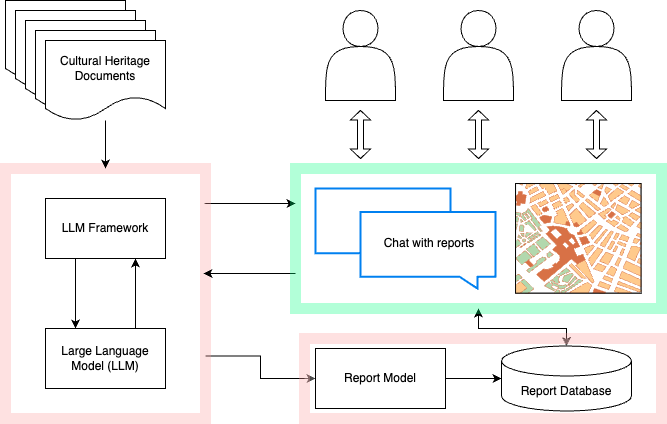 Cultural Heritage
Documents
LLM Framework
Chat with reports
Large Language
Model (LLM)
Report Model
Report Database